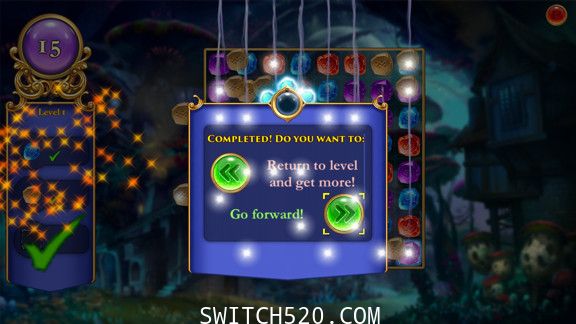 15
Level 1
Completed! Do you want to:
Return to level
and get more!
Go forward!
SWITCH520.COM